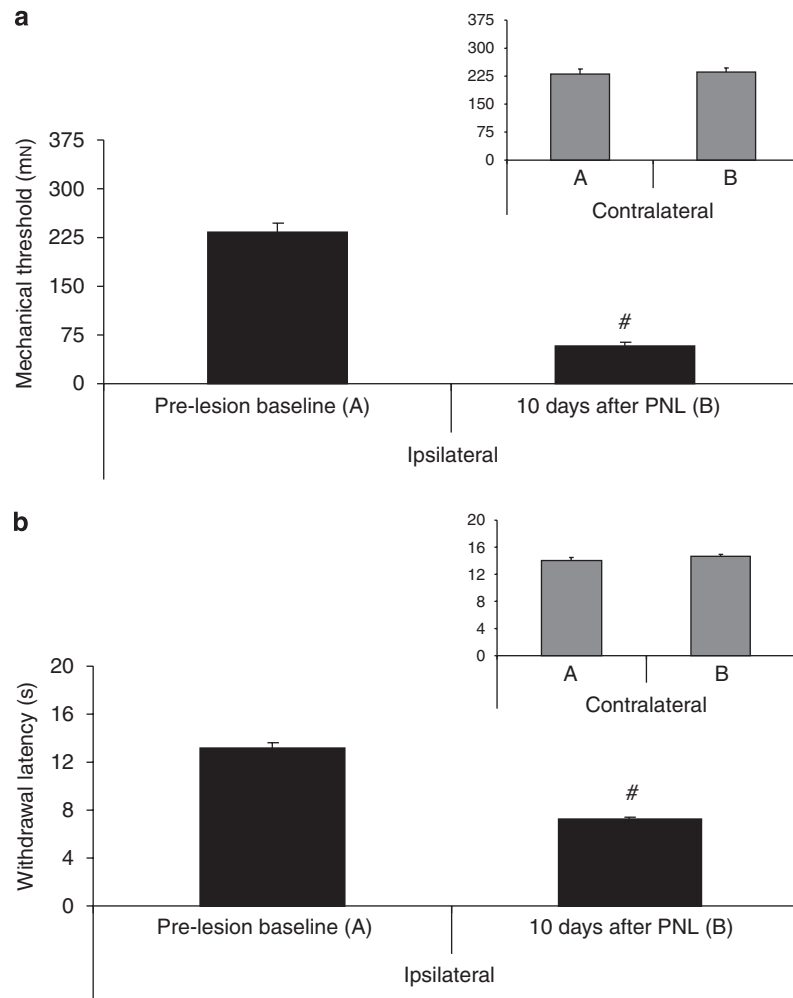 a
375
300
225
150
75
0
A
B
Contralateral
Mechanical threshold (mN)
375
300
225
150
75
0
#
Pre-lesion baseline (A)
10 days after PNL (B)
Ipsilateral
b
20
16
12
8
4
0
A
B
Contralateral
Withdrawal latency (s)
20
16
12
8
4
0
#
Pre-lesion baseline (A)
10 days after PNL (B)
Ipsilateral